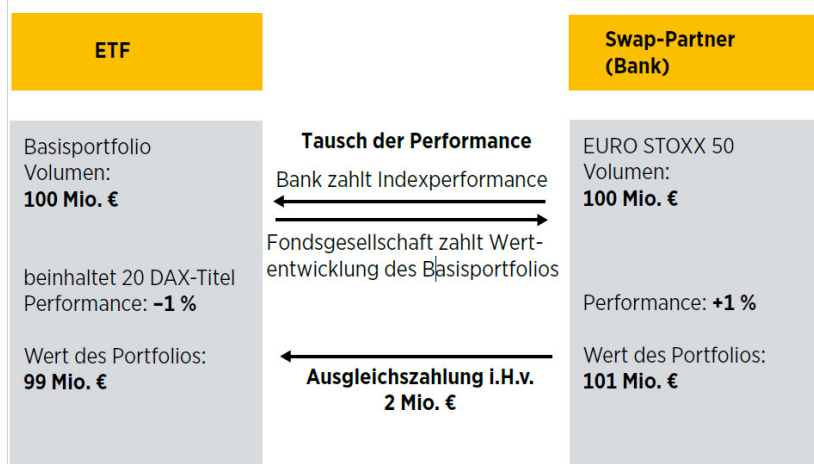 ETF
Basisportfolio
Volumen:
100 Mio. €
beinhaltet 20 DAX-Titel
Performance: –1 %
Wert des Portfolios:
99 Mio. €
Tausch der Performance
Bank zahlt Indexperformance
Fondsgesellschaft zahlt Wert-
entwicklung des Basisportfolios
Ausgleichszahlung i.H.v.
2 Mio. €
Swap-Partner
(Bank)
EURO STOXX 50
Volumen:
100 Mio. €
Performance: +1 %
Wert des Portfolios:
101 Mio. €